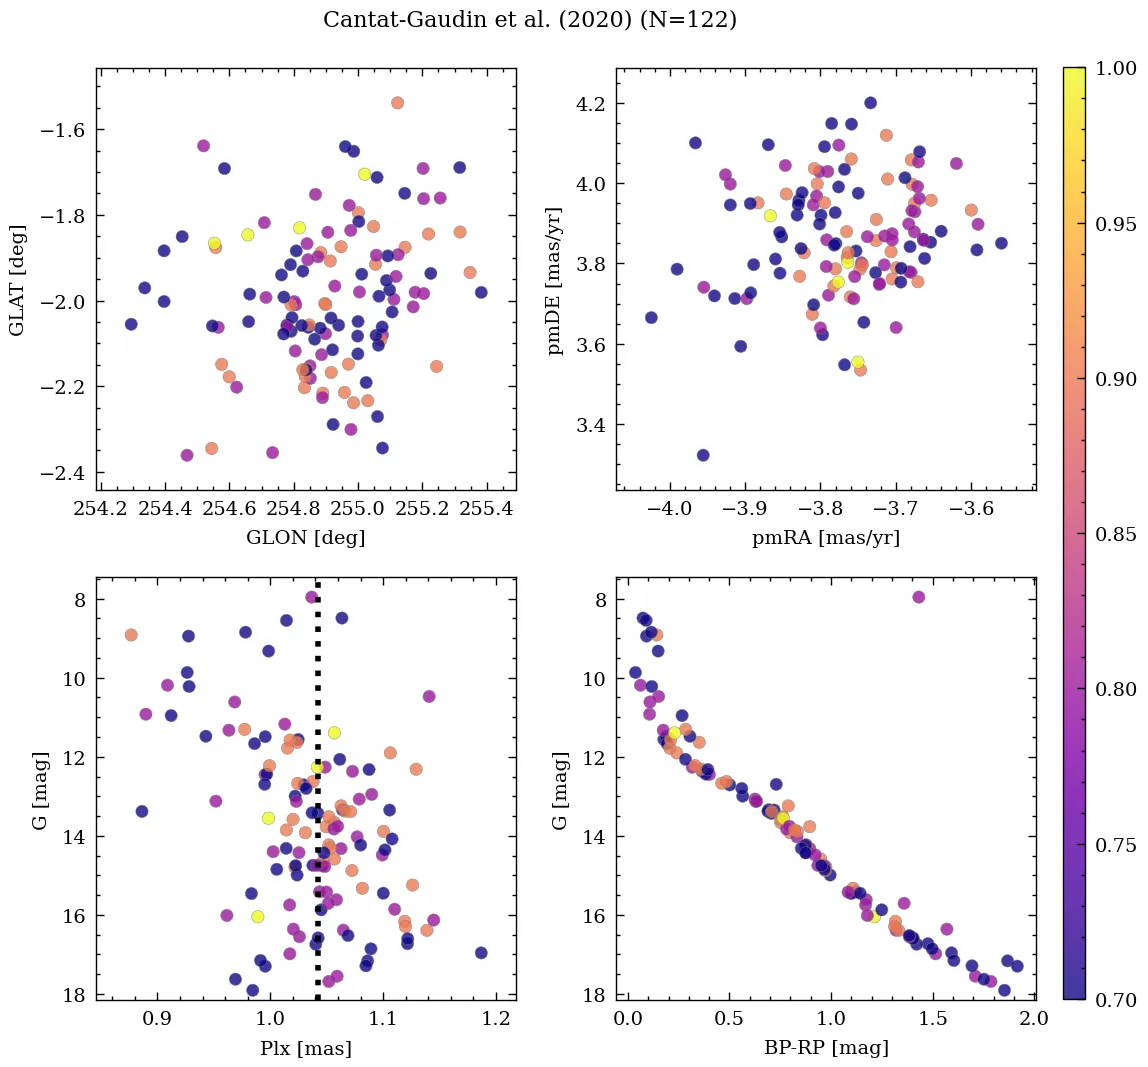 Cantat-Gaudin et al. (2020) (N=122)
−1.6
−1.8
−2.0
−2.2
−2.4
GLAT [deg]
254.2 254.4 254.6 254.8 255.0 255.2 255.4
GLON [deg]
4.2
4.0
3.8
3.6
3.4
pmDE [mas/yr]
−4.0 −3.9 −3.8 −3.7 −3.6
pmRA [mas/yr]
8
10
12
14
16
18
G [mag]
0.9 1.0 1.1 1.2
Plx [mas]
8
10
12
14
16
18
G [mag]
0.0 0.5 1.0 1.5 2.0
BP-RP [mag]
1.00
0.95
0.90
0.85
0.80
0.75
0.70